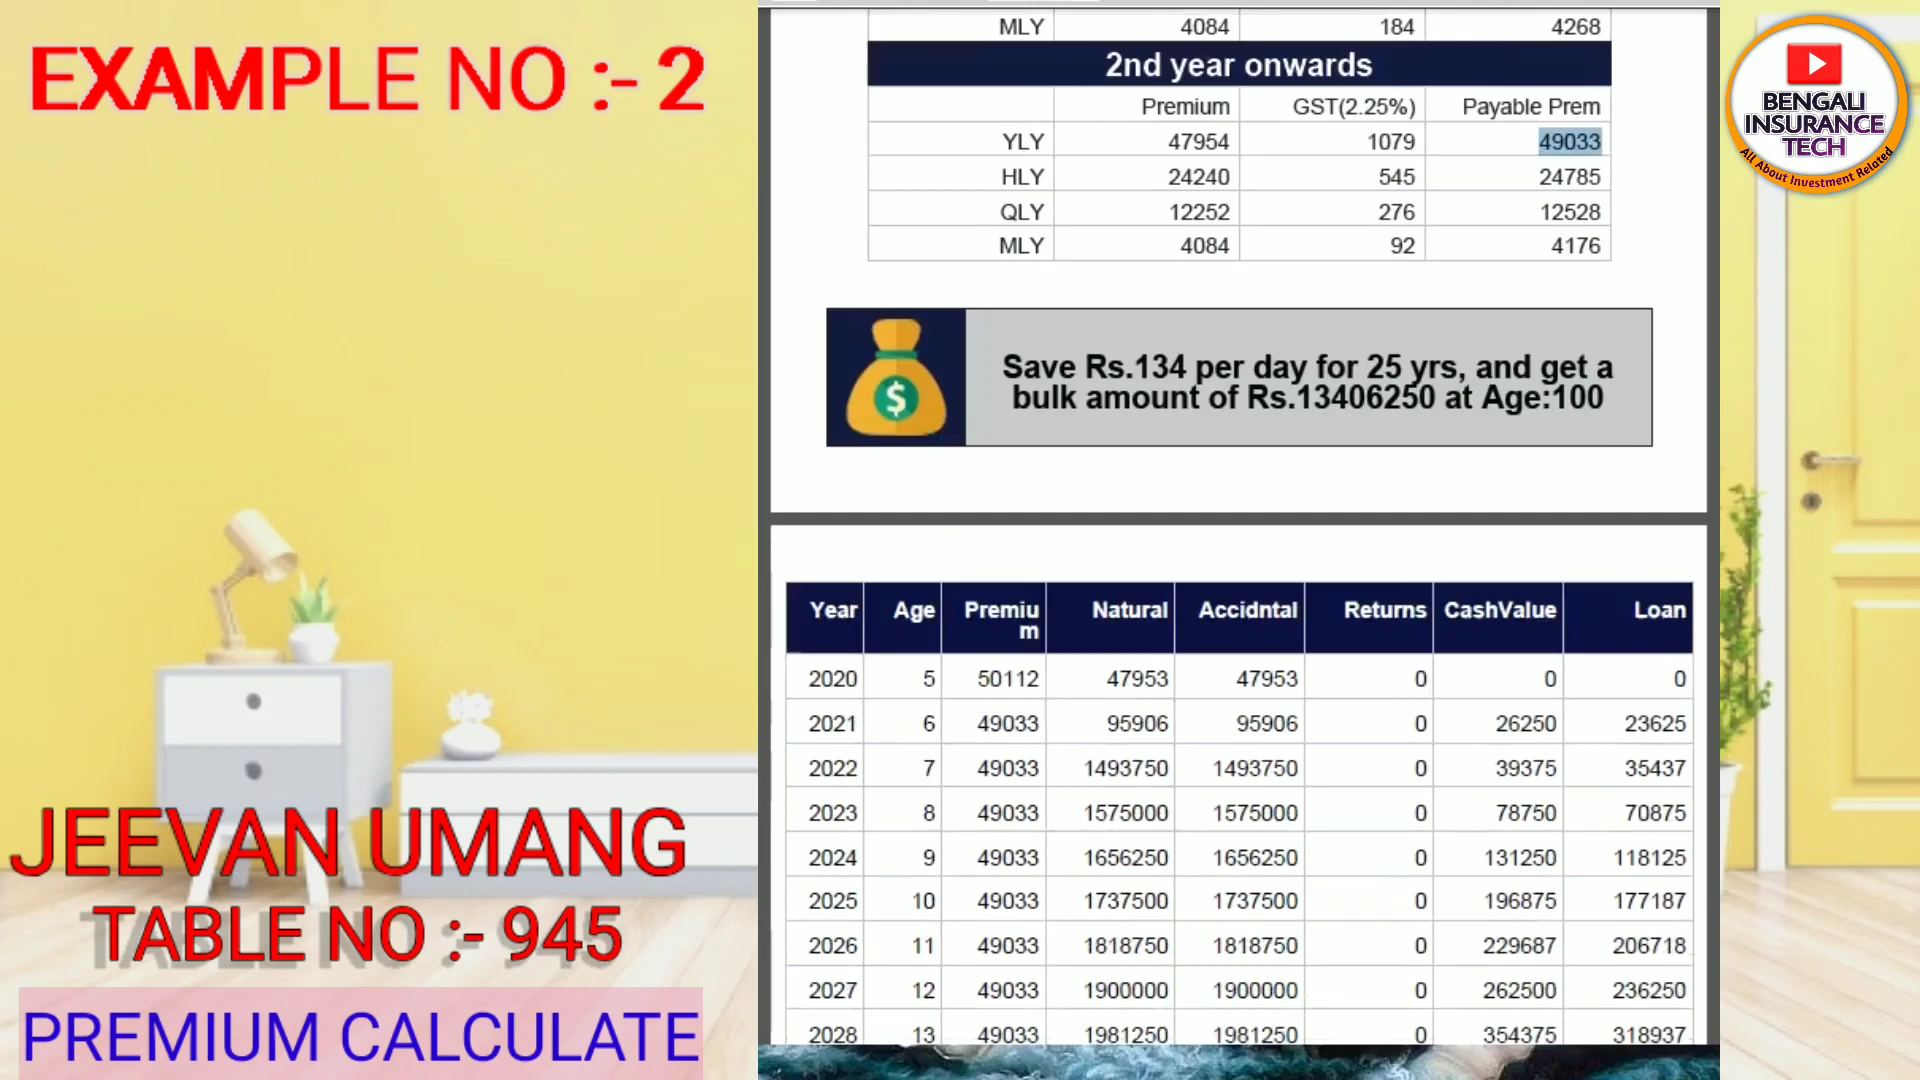 EXAMPLE NO :- 2
MLY 4084 184 4268
2nd year onwards
Premium GST(2.25%) Payable Prem
YLY 47954 1079 49033
HLY 24240 545 24785
QLY 12252 276 12528
MLY 4084 92 4176
Save Rs.134 per day for 25 yrs, and get a
bulk amount of Rs.13406250 at Age:100
$
Year Age Premiu
m Natural Accidntal Returns CashValue Loan
2020 5 50112 47953 47953 0 0 0
2021 6 49033 95906 95906 0 26250 23625
2022 7 49033 1493750 1493750 0 39375 35437
2023 8 49033 1575000 1575000 0 78750 70875
2024 9 49033 1656250 1656250 0 131250 118125
2025 10 49033 1737500 1737500 0 196875 177187
2026 11 49033 1818750 1818750 0 229687 206718
2027 12 49033 1900000 1900000 0 262500 236250
2028 13 49033 1981250 1981250 0 354375 318937
JEEVAN UMANG
TABLE NO :- 945
PREMIUM CALCULATE
BENGALI
INSURANCE
TECH
All About Investment Related